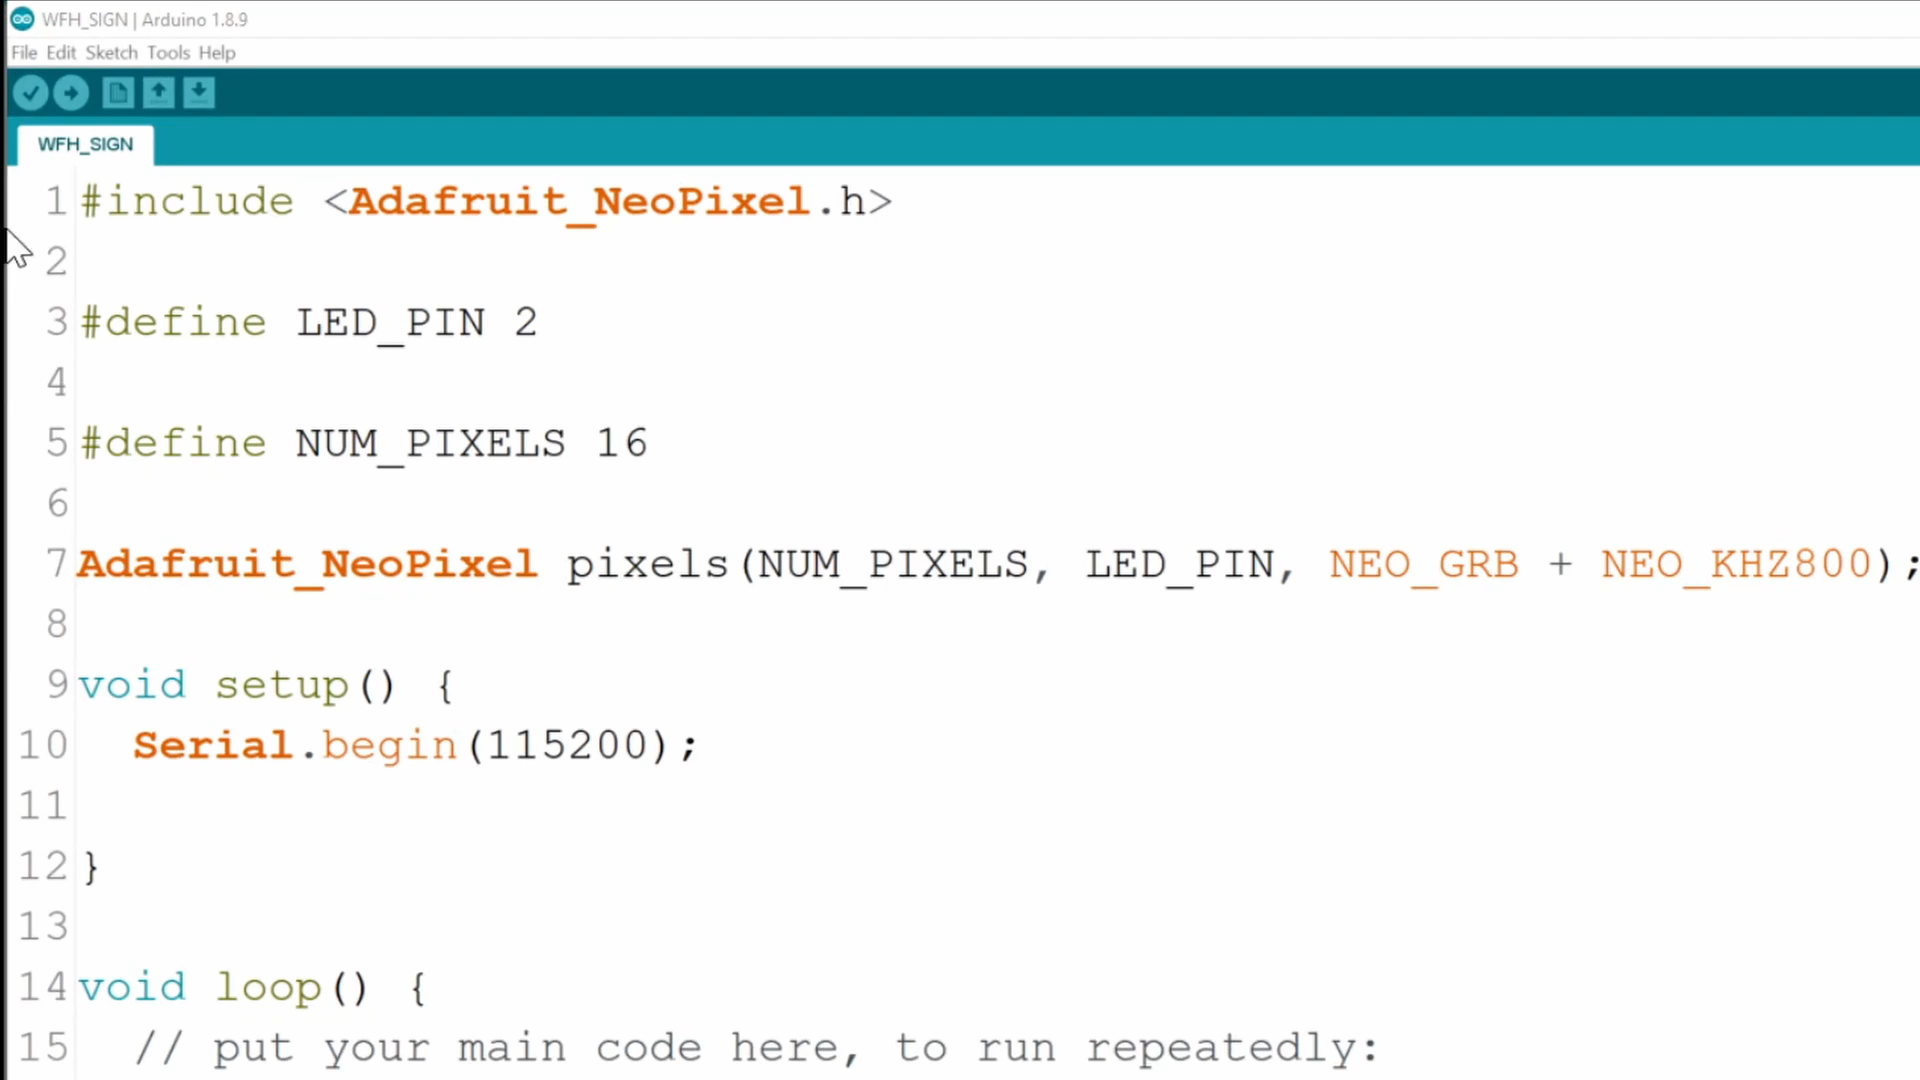 WFH_SIGN | Arduino 1.8.9
File Edit Sketch Tools Help
WFH_SIGN
1 #include <Adafruit_NeoPixel.h>
2
3 #define LED_PIN 2
4
5 #define NUM_PIXELS 16
6
7 Adafruit_NeoPixel pixels(NUM_PIXELS, LED_PIN, NEO_GRB + NEO_KHZ800);
8
9 void setup() {
10 Serial.begin(115200);
11
12 }
13
14 void loop() {
15 // put your main code here, to run repeatedly: